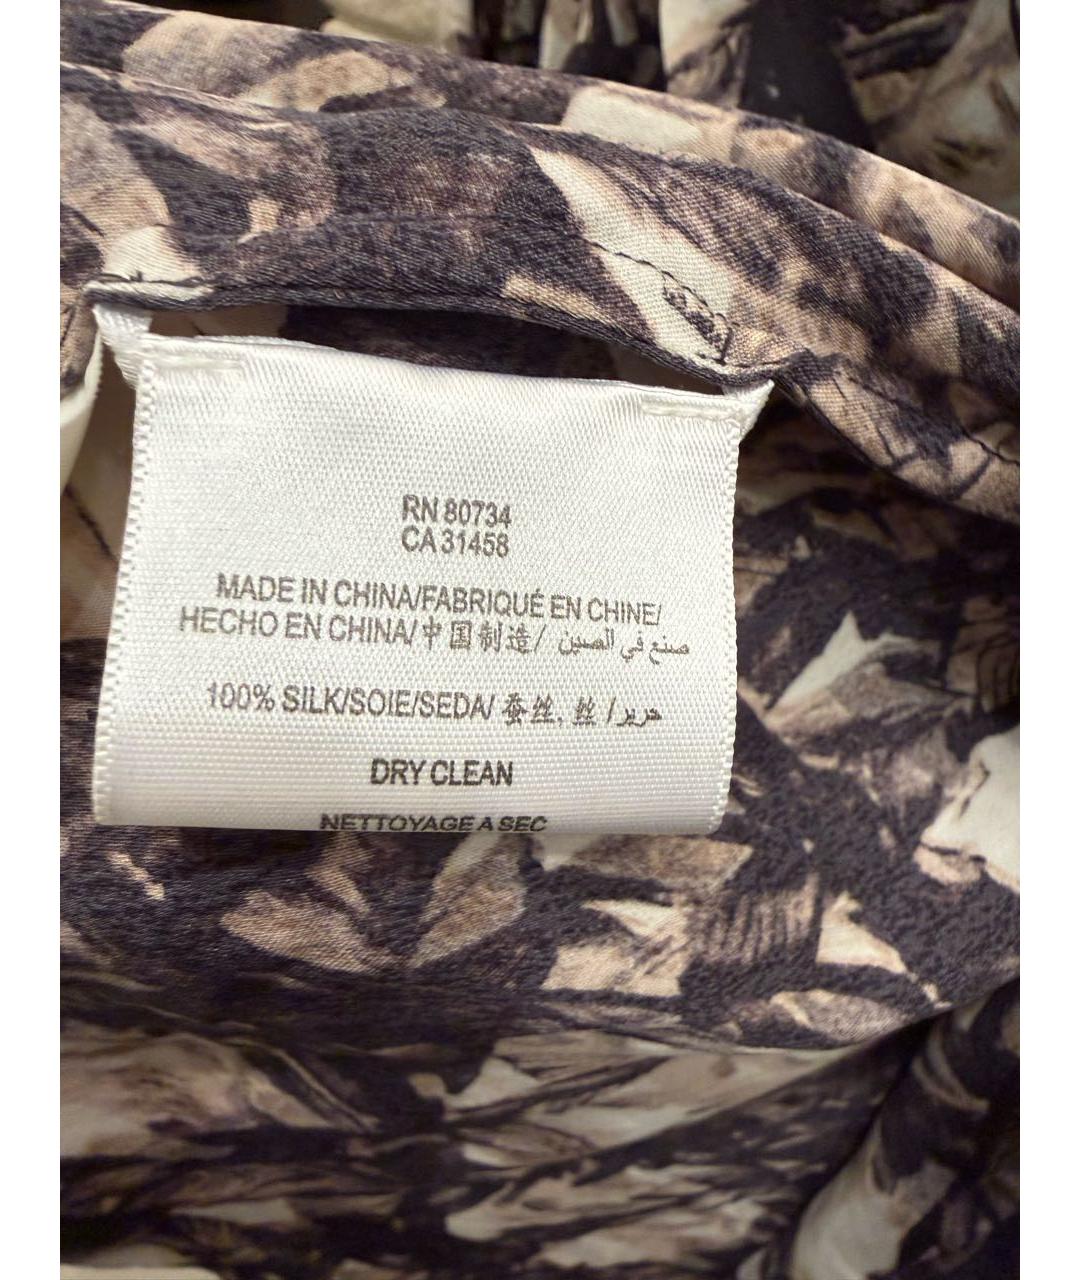 RN 80734
CA 31458
MADE IN CHINA/FABRIQUÉ EN CHINE/
HECHO EN CHINA/中国制造/ صنع في الصين
100% SILK/SOIE/SEDA/ 蚕丝, 丝 / حرير
DRY CLEAN
NETTOYAGE A SEC